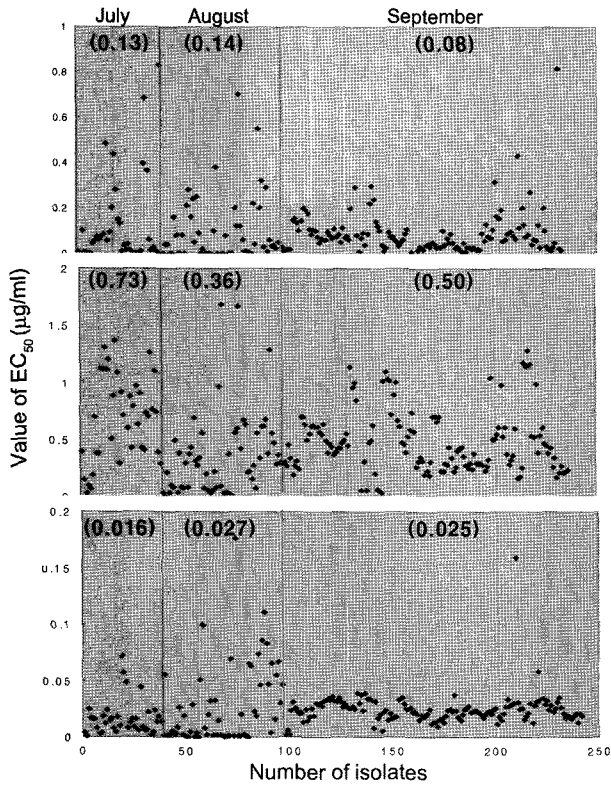 July August September
1 (0.13) (0.14) (0.08)
0.8
0.6
0.4
0.2
0
2 (0.73) (0.36) (0.50)
1.5
1
0.5
0
Value of EC50 (µg/ml)
0.2 (0.016) (0.027) (0.025)
0.15
0.1
0.05
0
0 50 100 150 200 250
Number of isolates